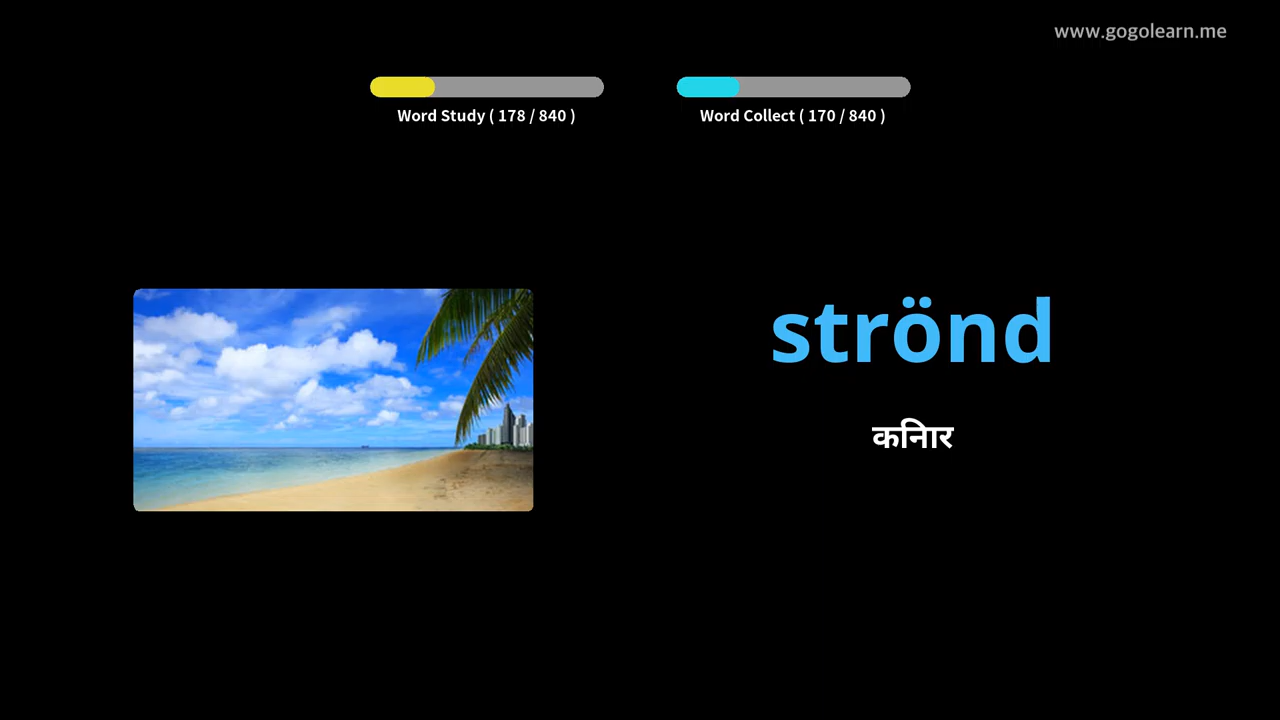 www.gogolearn.me
Word Study ( 178 / 840 )
Word Collect ( 170 / 840 )
strönd
कनिार